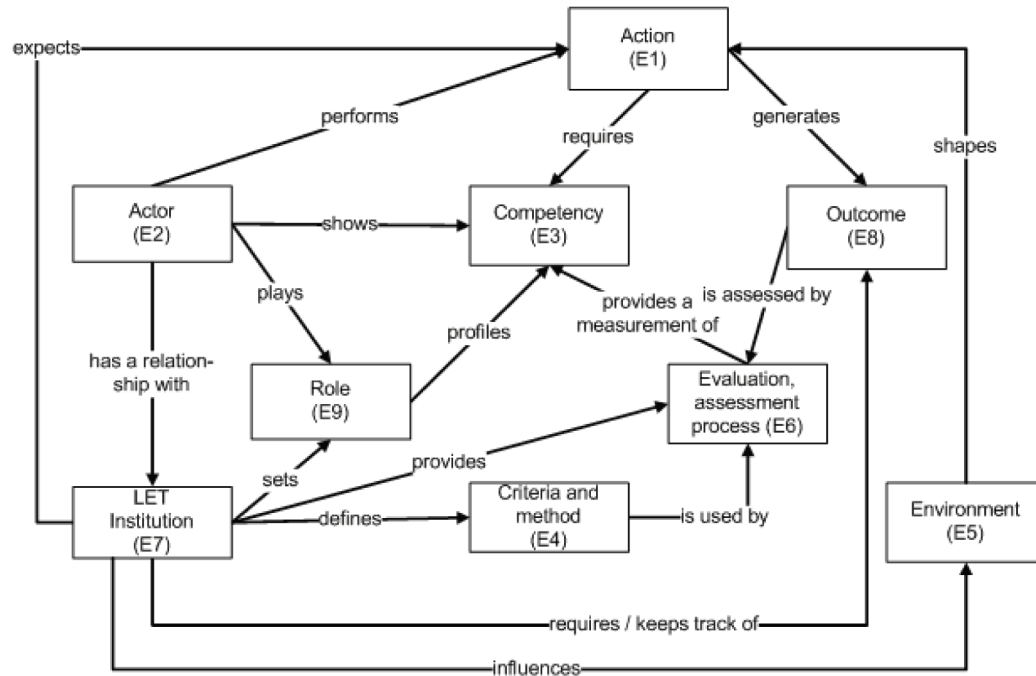 expects
Action
(E1)
performs
requires
generates
shapes
Actor
(E2)
shows
Competency
(E3)
Outcome
(E8)
plays
provides a
measurement of
is assessed by
profiles
has a relation-
ship with
Role
(E9)
Evaluation,
assessment
process (E6)
provides
sets
LET
Institution
(E7)
defines
Criteria and
method
(E4)
is used by
Environment
(E5)
requires / keeps track of
influences